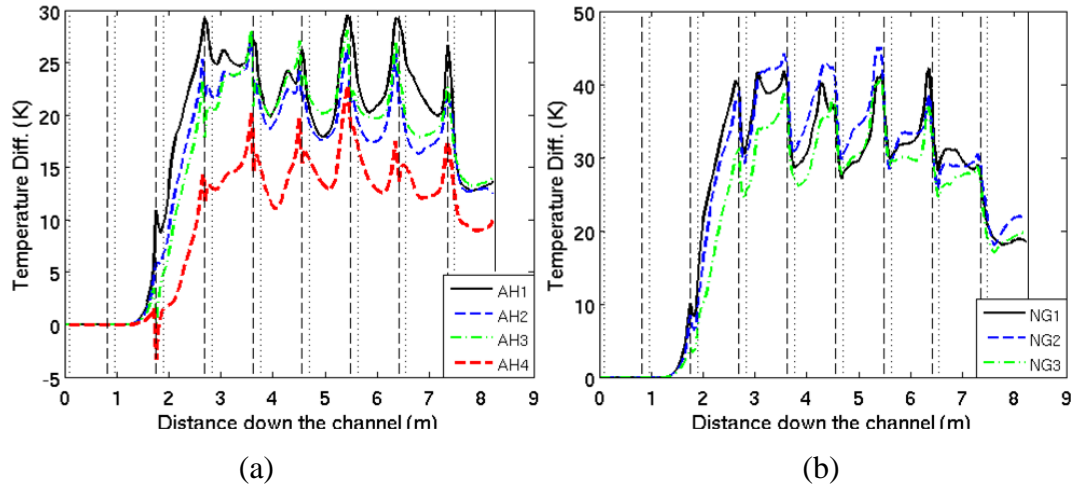 30
25
20
15
10
5
0
-5
Temperature Diff. (K)
AH1
AH2
AH3
AH4
0 1 2 3 4 5 6 7 8 9
Distance down the channel (m)
(a)
50
40
30
20
10
0
Temperature Diff. (K)
NG1
NG2
NG3
0 1 2 3 4 5 6 7 8 9
Distance down the channel (m)
(b)